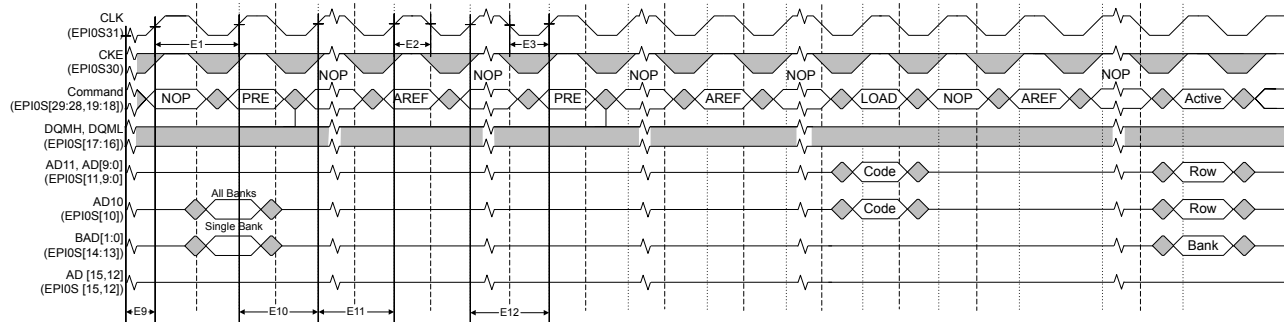 CLK
(EPI0S31)
E1
E2
E3
CKE
(EPI0S30)
NOP
NOP
NOP
NOP
NOP
Command
(EPI0S[29:28,19:18])
NOP
PRE
AREF
PRE
AREF
LOAD
NOP
AREF
Active
DQMH, DQML
(EPI0S[17:16])
AD11, AD[9:0]
(EPI0S[11,9:0])
Code
Row
All Banks
AD10
(EPI0S[10])
Code
Row
Single Bank
BAD[1:0]
(EPI0S[14:13])
Bank
AD [15,12]
(EPI0S [15,12])
E9
E10
E11
E12